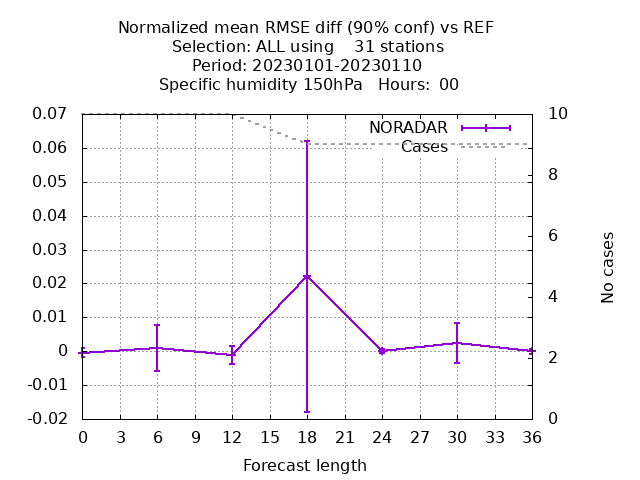 Normalized mean RMSE diff (90% conf) vs REF
Selection: ALL using    31 stations
Period: 20230101-20230110
Specific humidity 150hPa   Hours:  00
0.07
0.06
0.05
0.04
0.03
0.02
0.01
0
-0.01
-0.02
NORADAR
Cases
10
8
6
4
2
0
No cases
0 3 6 9 12 15 18 21 24 27 30 33 36
Forecast length